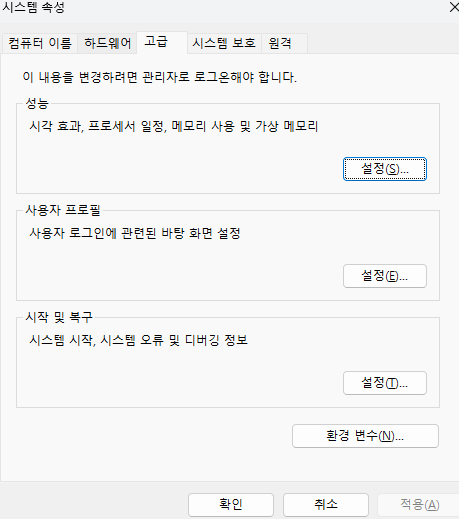 시스템 속성
컴퓨터 이름 하드웨어 고급 시스템 보호 원격
이 내용을 변경하려면 관리자로 로그온해야 합니다.
성능
시각 효과, 프로세서 일정, 메모리 사용 및 가상 메모리
설정(S)...
사용자 프로필
사용자 로그인에 관련된 바탕 화면 설정
설정(E)...
시작 및 복구
시스템 시작, 시스템 오류 및 디버깅 정보
설정(T)...
환경 변수(N)...
확인 취소 적용(A)